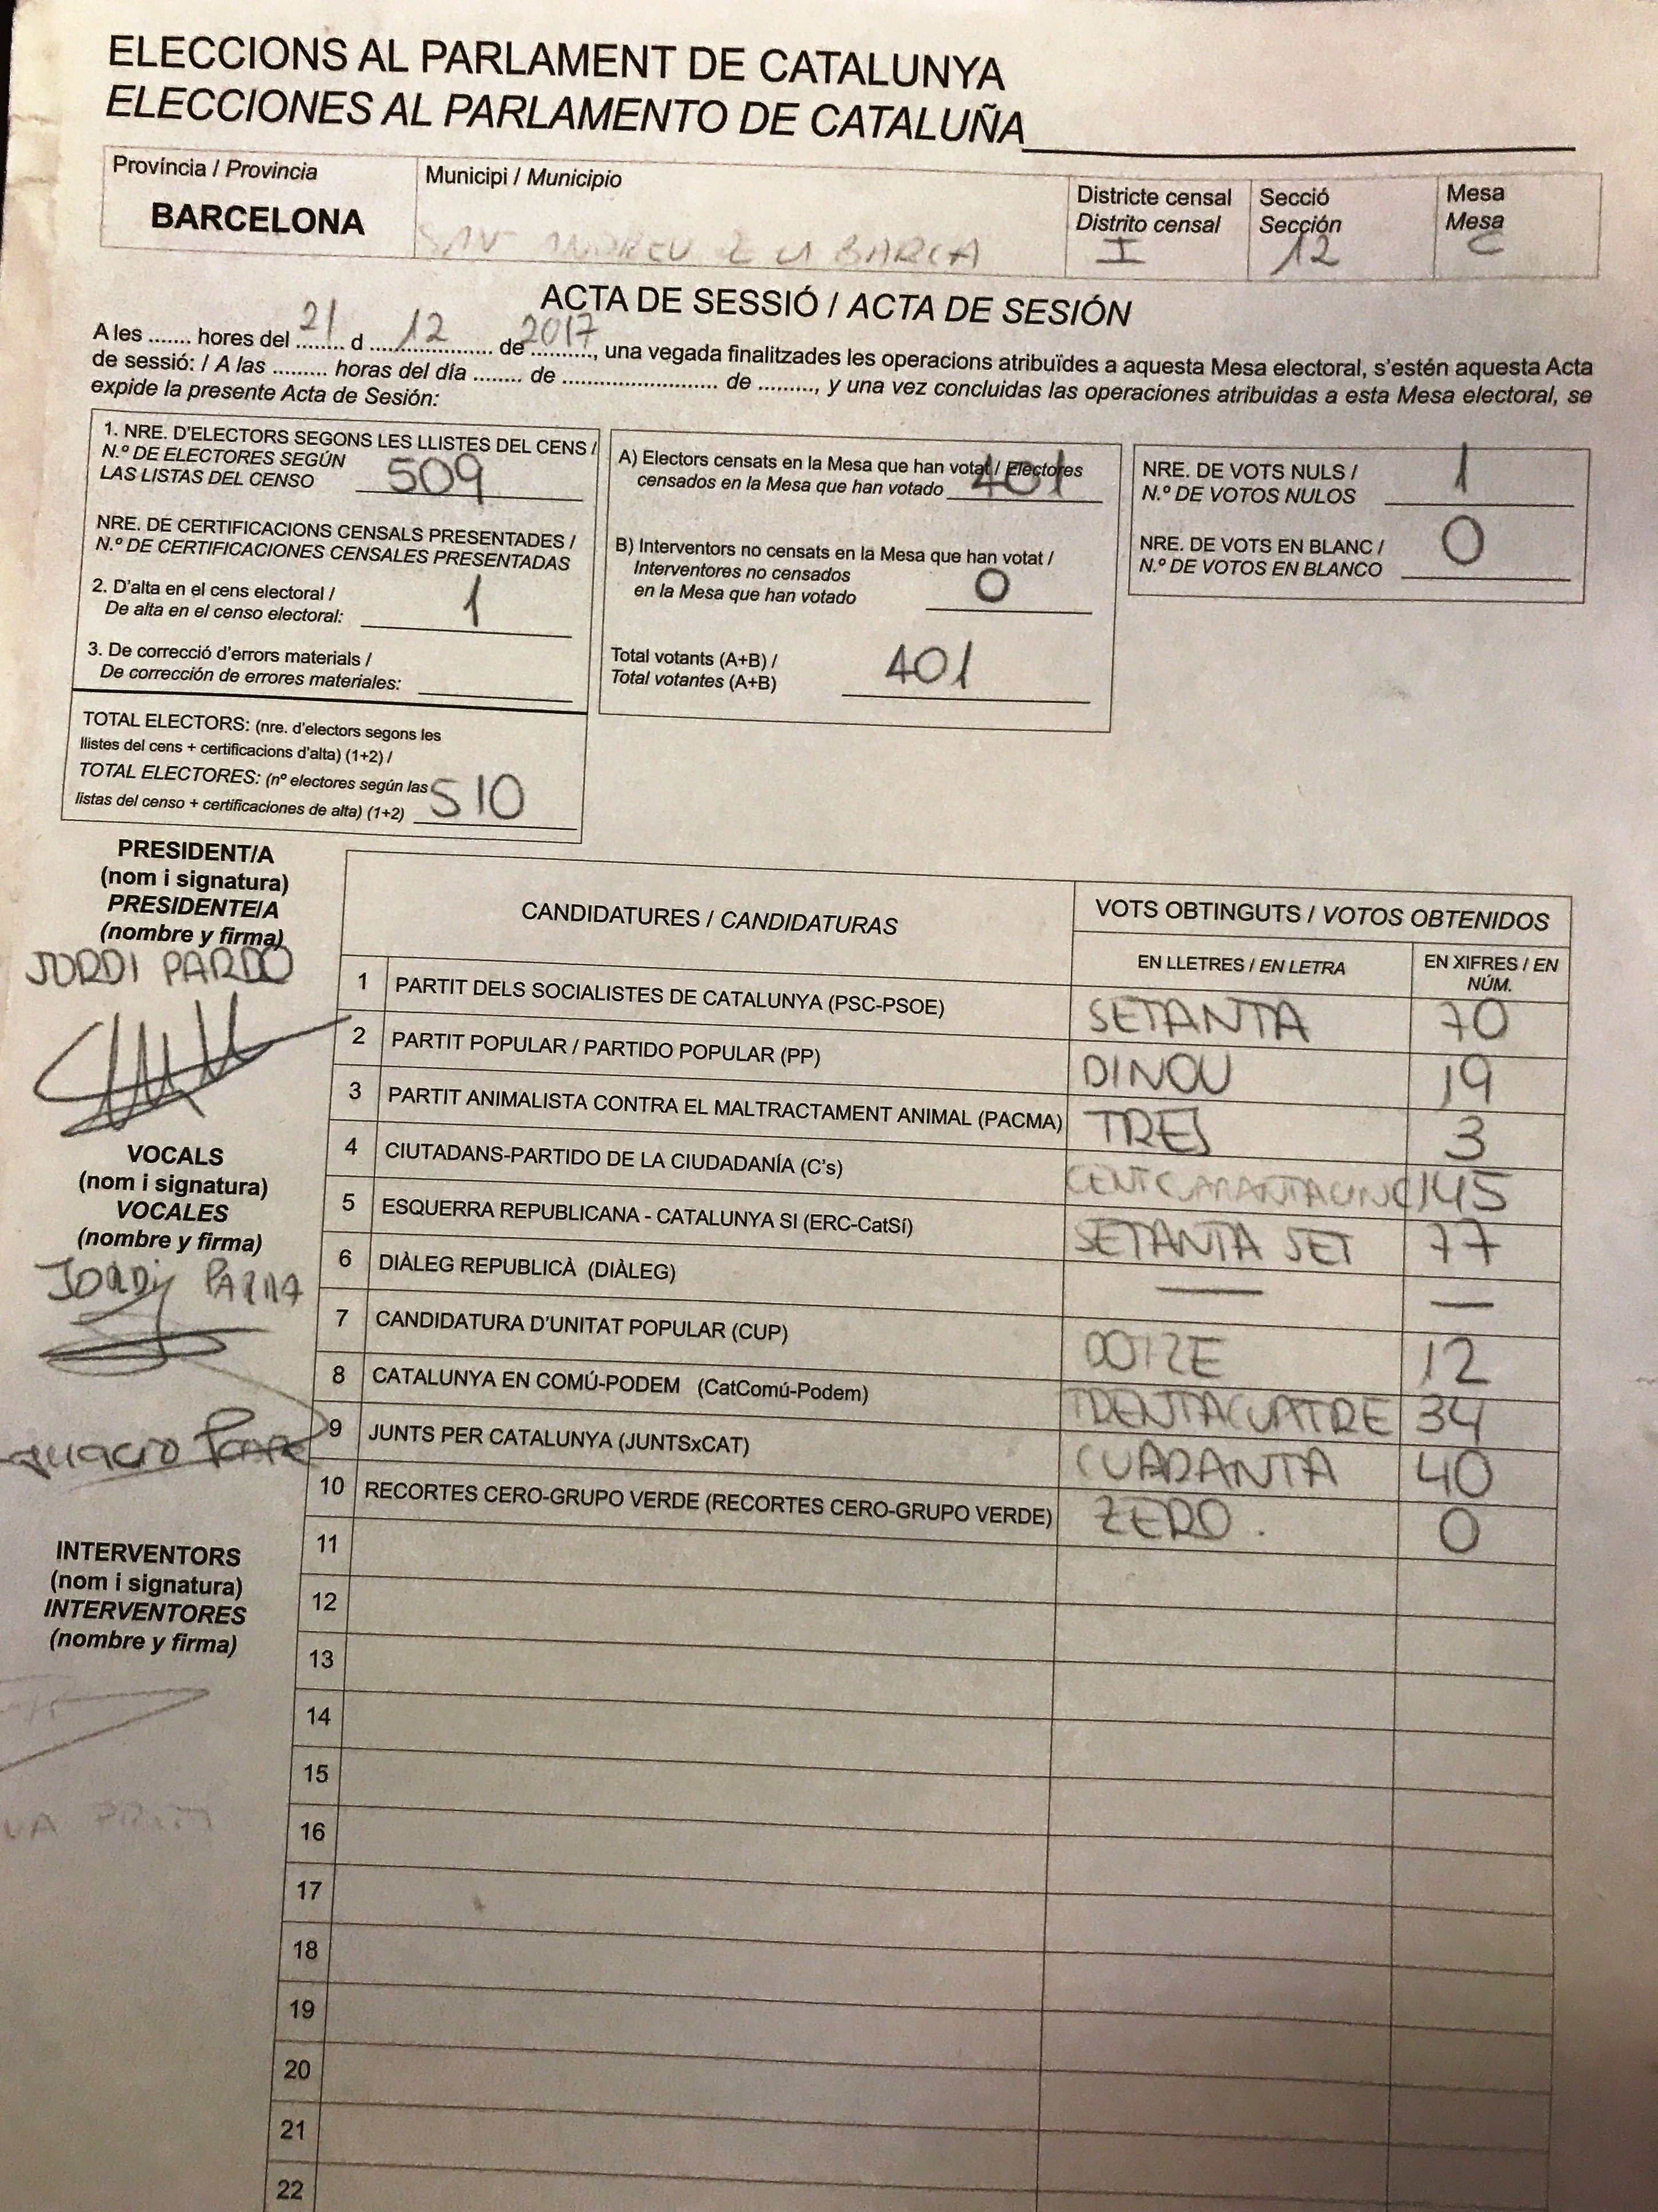 ELECCIONS AL PARLAMENT DE CATALUNYA
ELECCIONES AL PARLAMENTO DE CATALUÑA
Província / Provincia
BARCELONA
Municipi / Municipio
SAN ANDREU D LA BARCA
Districte censal
Distrito censal
I
Secció
Sección
12
Mesa
Mesa
C
ACTA DE SESSIÓ / ACTA DE SESIÓN
A les ....... hores del 21 d 12 de 2017, una vegada finalitzades les operacions atribuïdes a aquesta Mesa electoral, s'estén aquesta Acta
de sessió: / A las ......... horas del día ........ de ........................ de ........., y una vez concluidas las operaciones atribuidas a esta Mesa electoral, se
expide la presente Acta de Sesión:
1. NRE. D'ELECTORS SEGONS LES LLISTES DEL CENS /
N.º DE ELECTORES SEGÚN
LAS LISTAS DEL CENSO 509
NRE. DE CERTIFICACIONS CENSALS PRESENTADES /
N.º DE CERTIFICACIONES CENSALES PRESENTADAS
2. D'alta en el cens electoral /
De alta en el censo electoral: 1
3. De correcció d'errors materials /
De corrección de errores materiales:
TOTAL ELECTORS: (nre. d'electors segons les
llistes del cens + certificacions d'alta) (1+2) /
TOTAL ELECTORES: (nº electores según las
listas del censo + certificaciones de alta) (1+2) 510
A) Electors censats en la Mesa que han votat / Electores
censados en la Mesa que han votado 401
B) Interventors no censats en la Mesa que han votat /
Interventores no censados
en la Mesa que han votado 0
Total votants (A+B) /
Total votantes (A+B) 401
NRE. DE VOTS NULS /
N.º DE VOTOS NULOS 1
NRE. DE VOTS EN BLANC /
N.º DE VOTOS EN BLANCO 0
PRESIDENT/A
(nom i signatura)
PRESIDENTE/A
(nombre y firma)
JORDI PARDO
VOCALS
(nom i signatura)
VOCALES
(nombre y firma)
JORDI PARRA
INTERVENTORS
(nom i signatura)
INTERVENTORES
(nombre y firma)
CANDIDATURES / CANDIDATURAS
VOTS OBTINGUTS / VOTOS OBTENIDOS
EN LLETRES / EN LETRA
EN XIFRES / EN
NÚM.
1 PARTIT DELS SOCIALISTES DE CATALUNYA (PSC-PSOE) SETANTA 70
2 PARTIT POPULAR / PARTIDO POPULAR (PP) DINOU 19
3 PARTIT ANIMALISTA CONTRA EL MALTRACTAMENT ANIMAL (PACMA) TRES 3
4 CIUTADANS-PARTIDO DE LA CIUDADANÍA (C's) CENTCUARANTACINC 145
5 ESQUERRA REPUBLICANA - CATALUNYA SI (ERC-CatSí) SETANTA SET 77
6 DIÀLEG REPUBLICÀ (DIÀLEG) — —
7 CANDIDATURA D'UNITAT POPULAR (CUP) DOTZE 12
8 CATALUNYA EN COMÚ-PODEM (CatComú-Podem) TRENTACUATRE 34
9 JUNTS PER CATALUNYA (JUNTSxCAT) CUARANTA 40
10 RECORTES CERO-GRUPO VERDE (RECORTES CERO-GRUPO VERDE) ZERO. 0
11
12
13
14
15
16
17
18
19
20
21
22